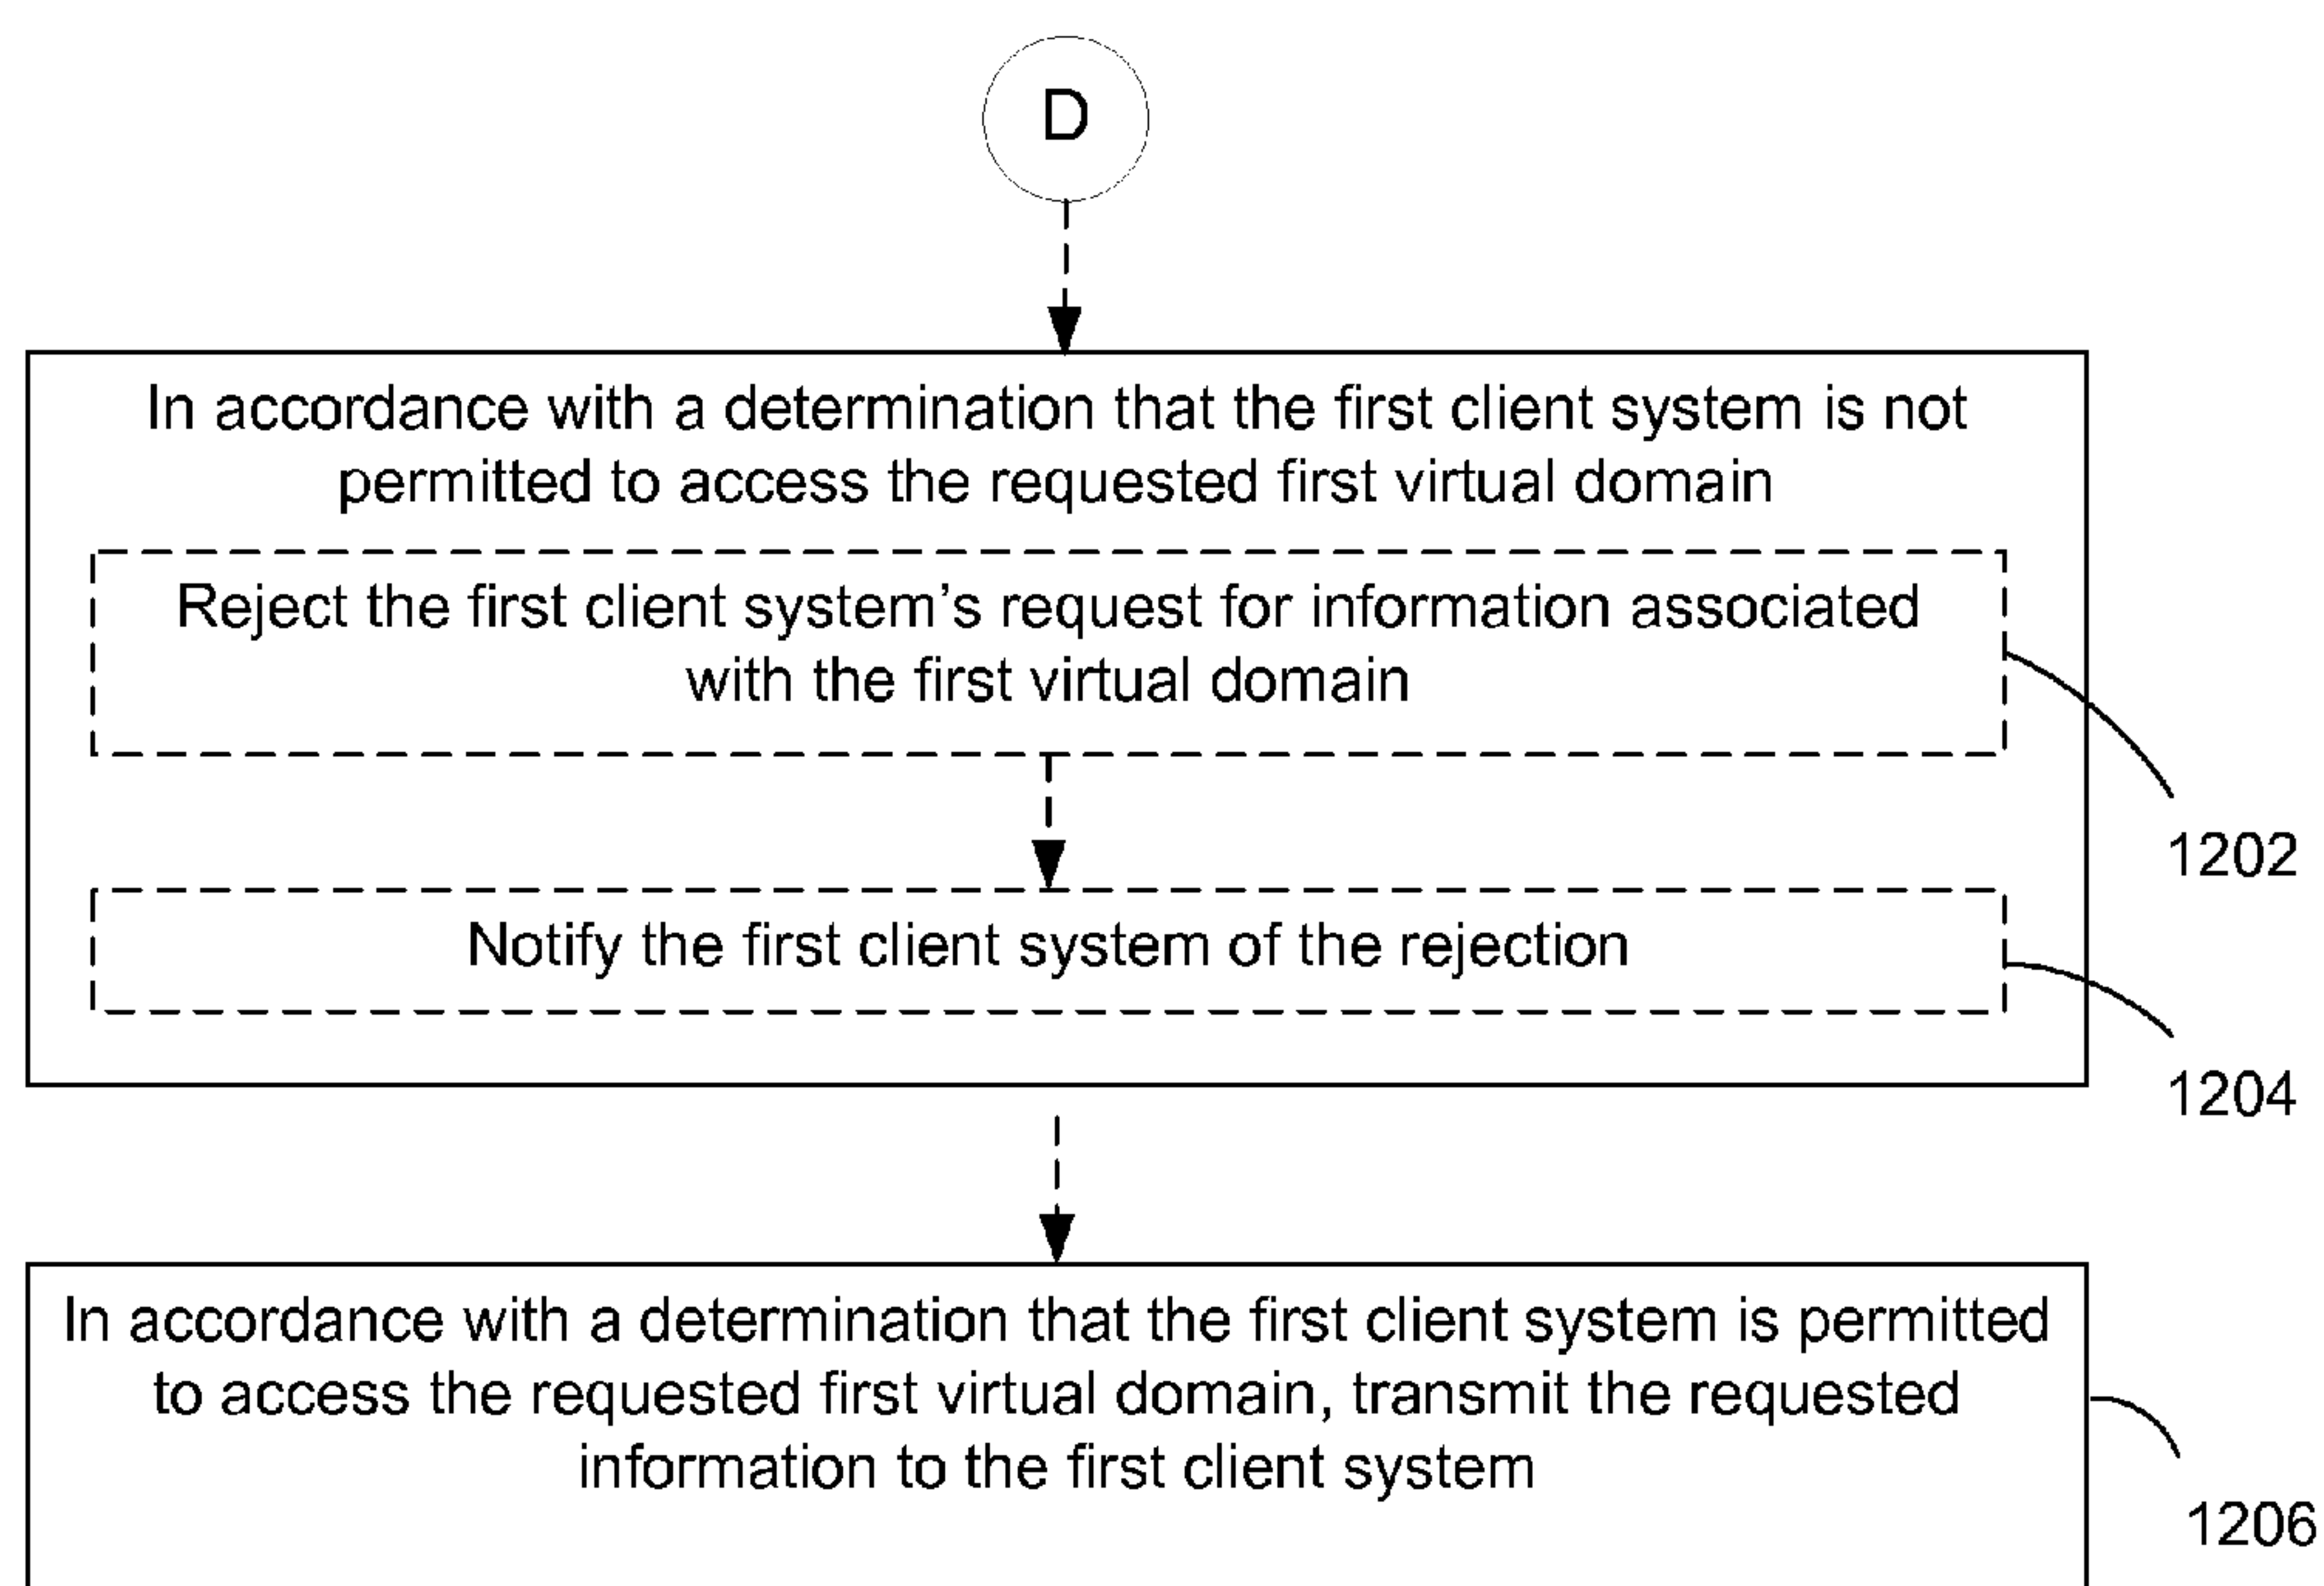 D
In accordance with a determination that the first client system is not
permitted to access the requested first virtual domain
Reject the first client system’s request for information associated
with the first virtual domain
1202
Notify the first client system of the rejection
1204
In accordance with a determination that the first client system is permitted
to access the requested first virtual domain, transmit the requested
information to the first client system
1206